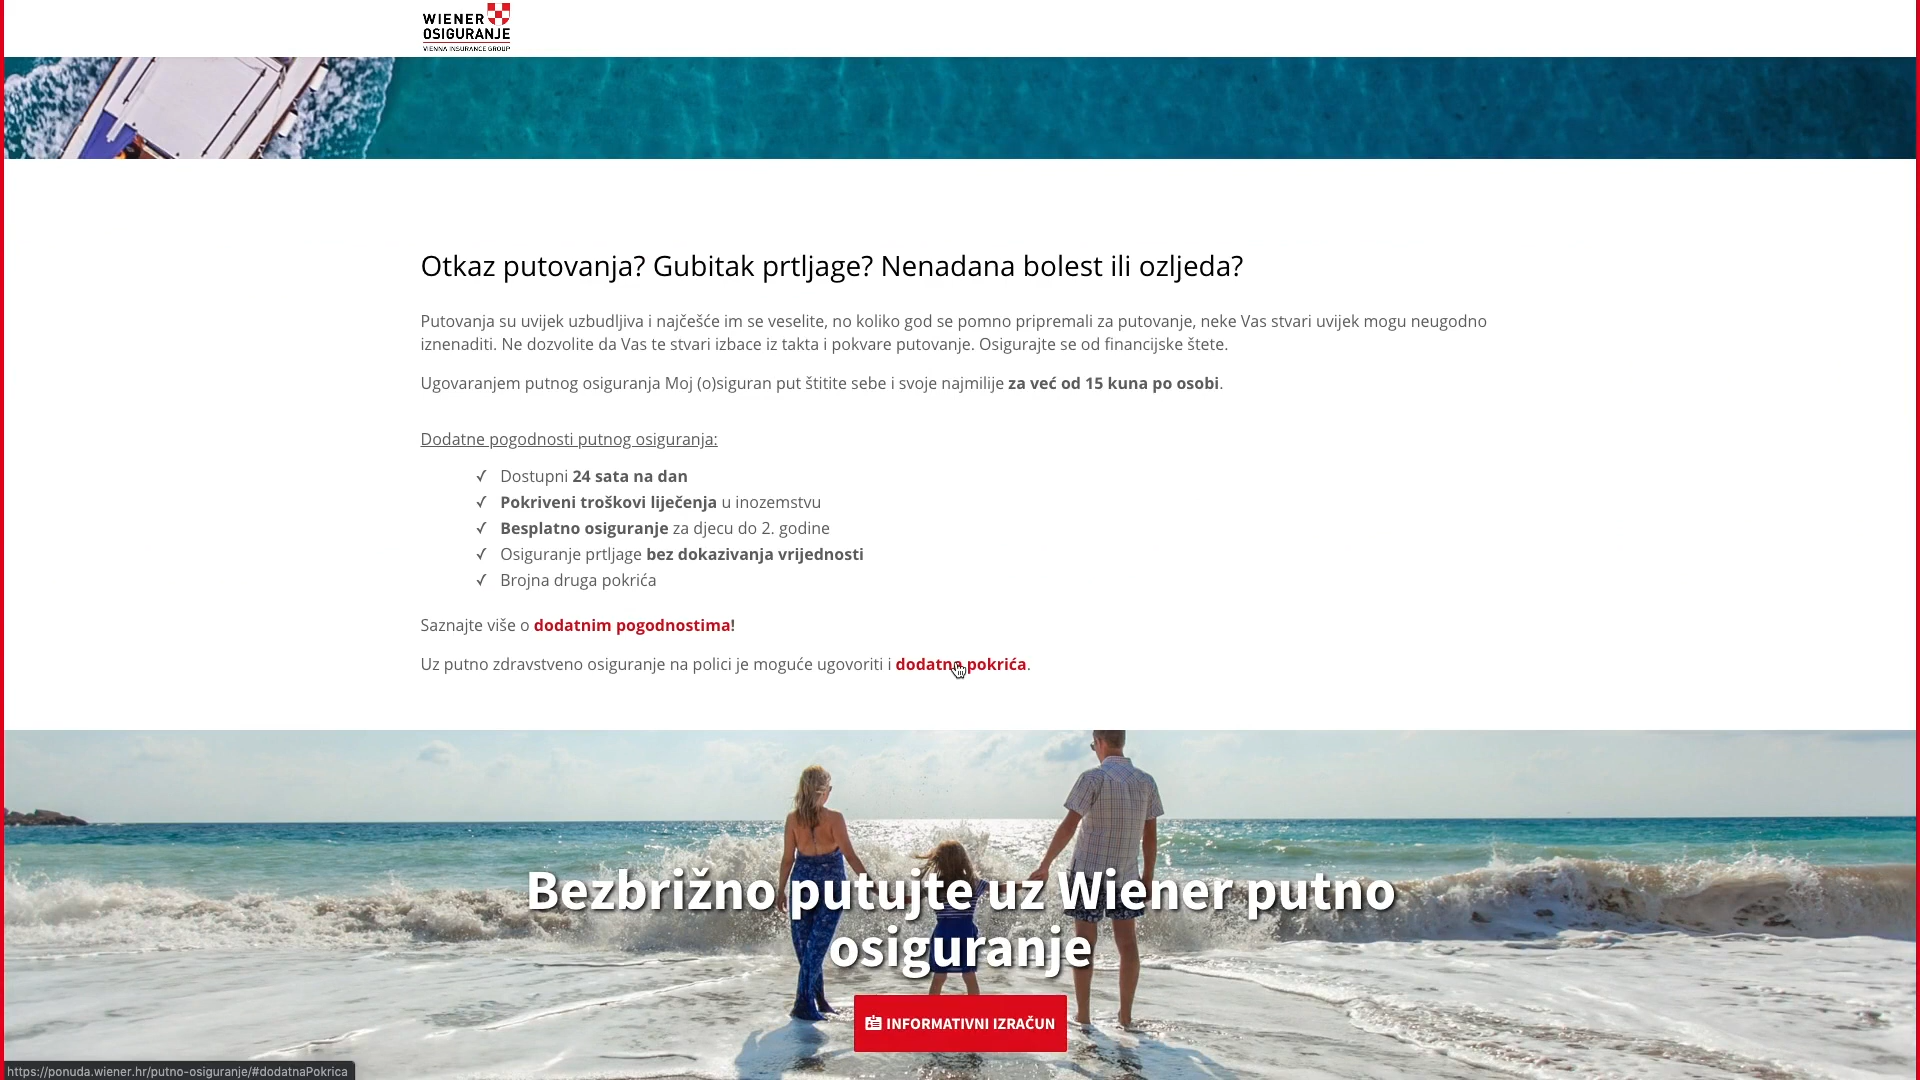 WIENER
OSIGURANJE
VIENNA INSURANCE GROUP
Otkaz putovanja? Gubitak prtljage? Nenadana bolest ili ozljeda?
Putovanja su uvijek uzbudljiva i najčešće im se veselite, no koliko god se pomno pripremali za putovanje, neke Vas stvari uvijek mogu neugodno
iznenaditi. Ne dozvolite da Vas te stvari izbace iz takta i pokvare putovanje. Osigurajte se od financijske štete.
Ugovaranjem putnog osiguranja Moj (o)siguran put štitite sebe i svoje najmilije za već od 15 kuna po osobi.
Dodatne pogodnosti putnog osiguranja:
✓ Dostupni 24 sata na dan
✓ Pokriveni troškovi liječenja u inozemstvu
✓ Besplatno osiguranje za djecu do 2. godine
✓ Osiguranje prtljage bez dokazivanja vrijednosti
✓ Brojna druga pokrića
Saznajte više o dodatnim pogodnostima!
Uz putno zdravstveno osiguranje na polici je moguće ugovoriti i dodatna pokrića.
Bezbrižno putujte uz Wiener putno
osiguranje
INFORMATIVNI IZRAČUN
https://ponuda.wiener.hr/putno-osiguranje/#dodatnaPokrica